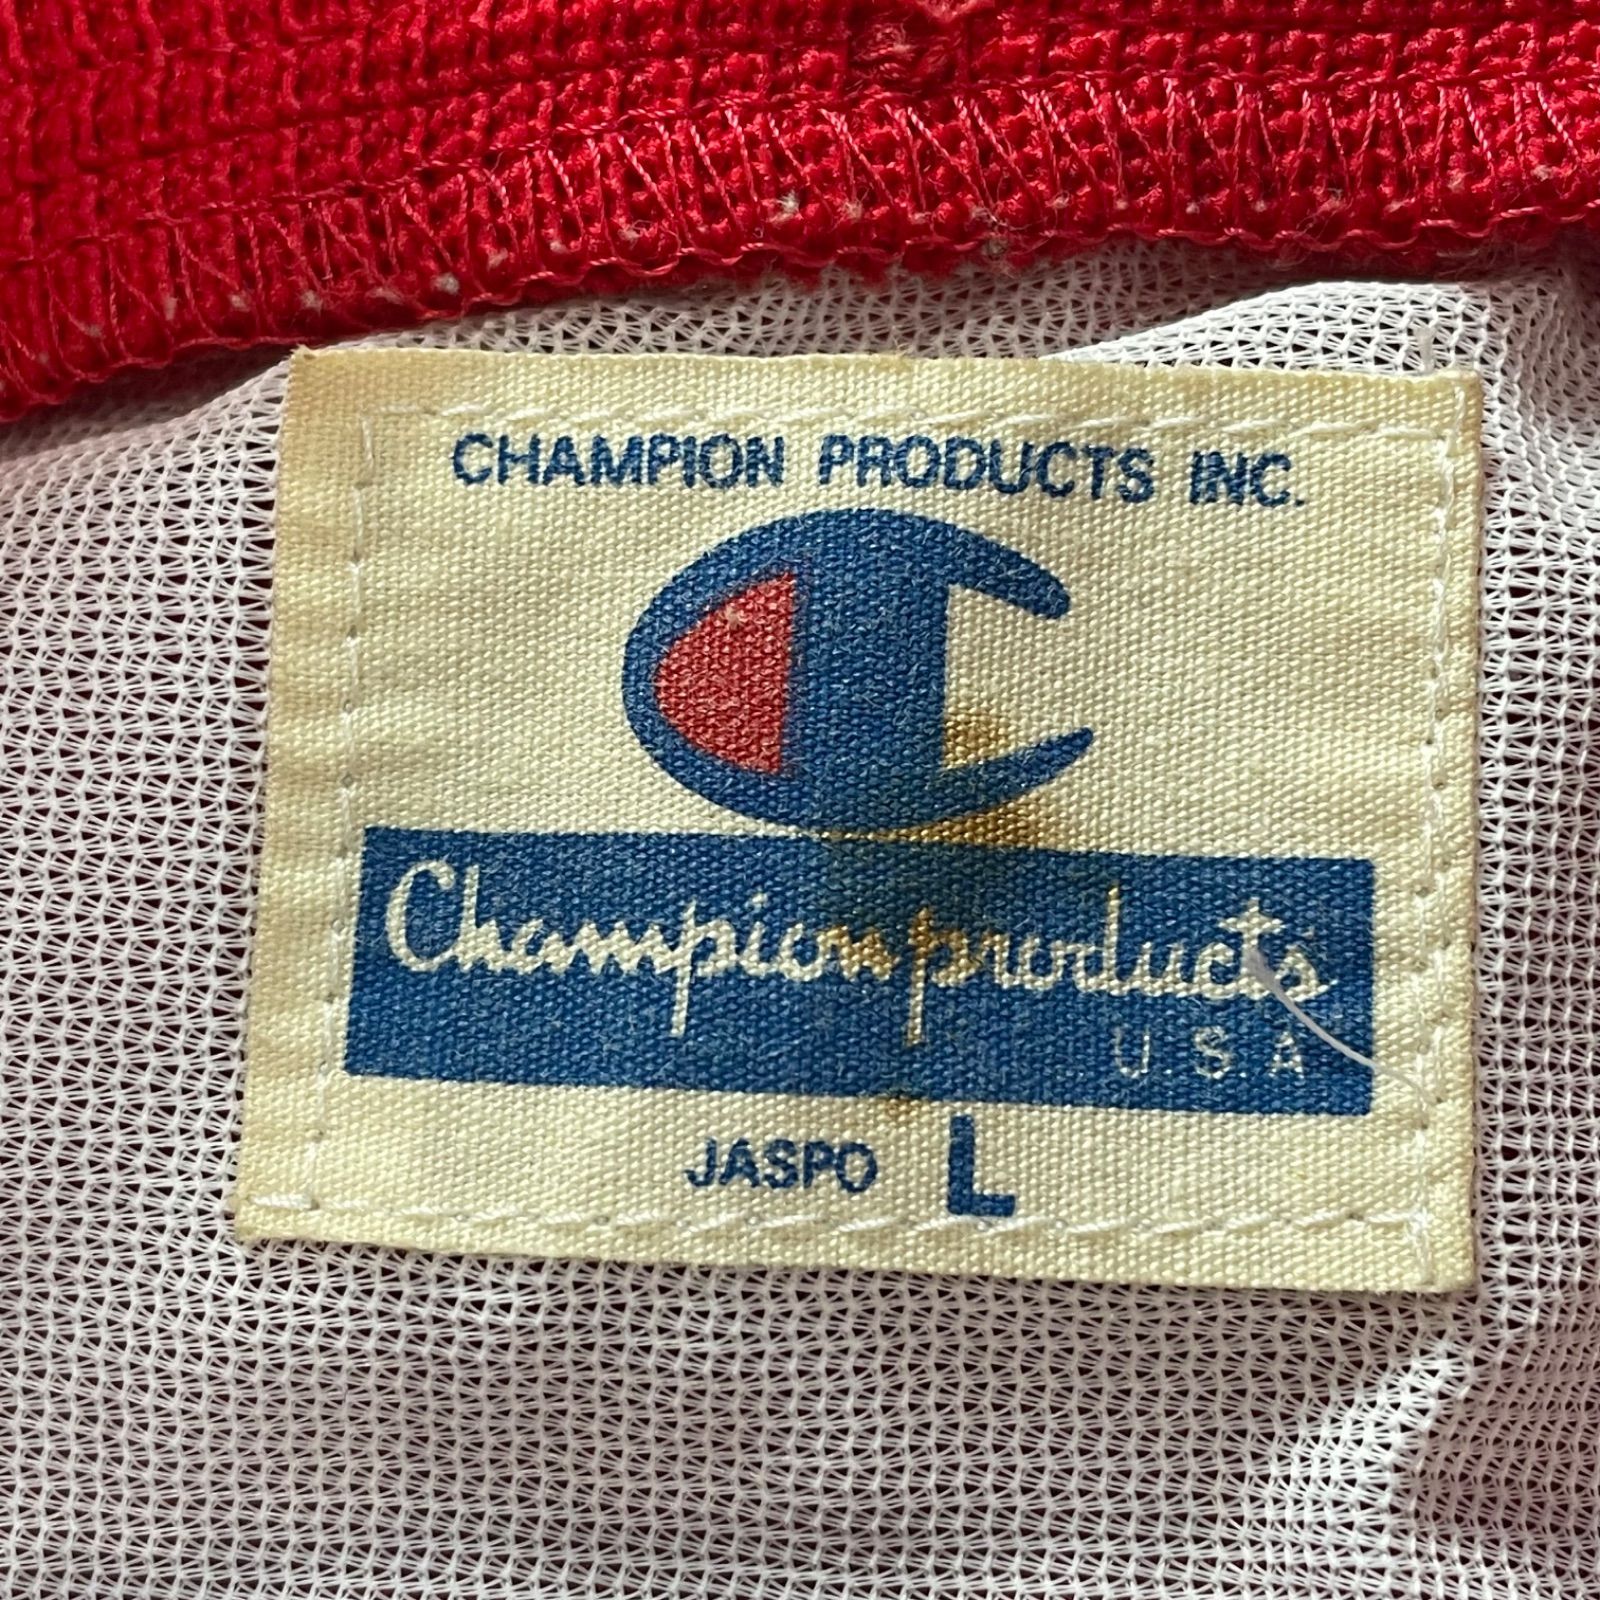 CHAMPION PRODUCTS INC.
Champion products
U.S.A
JASPO L